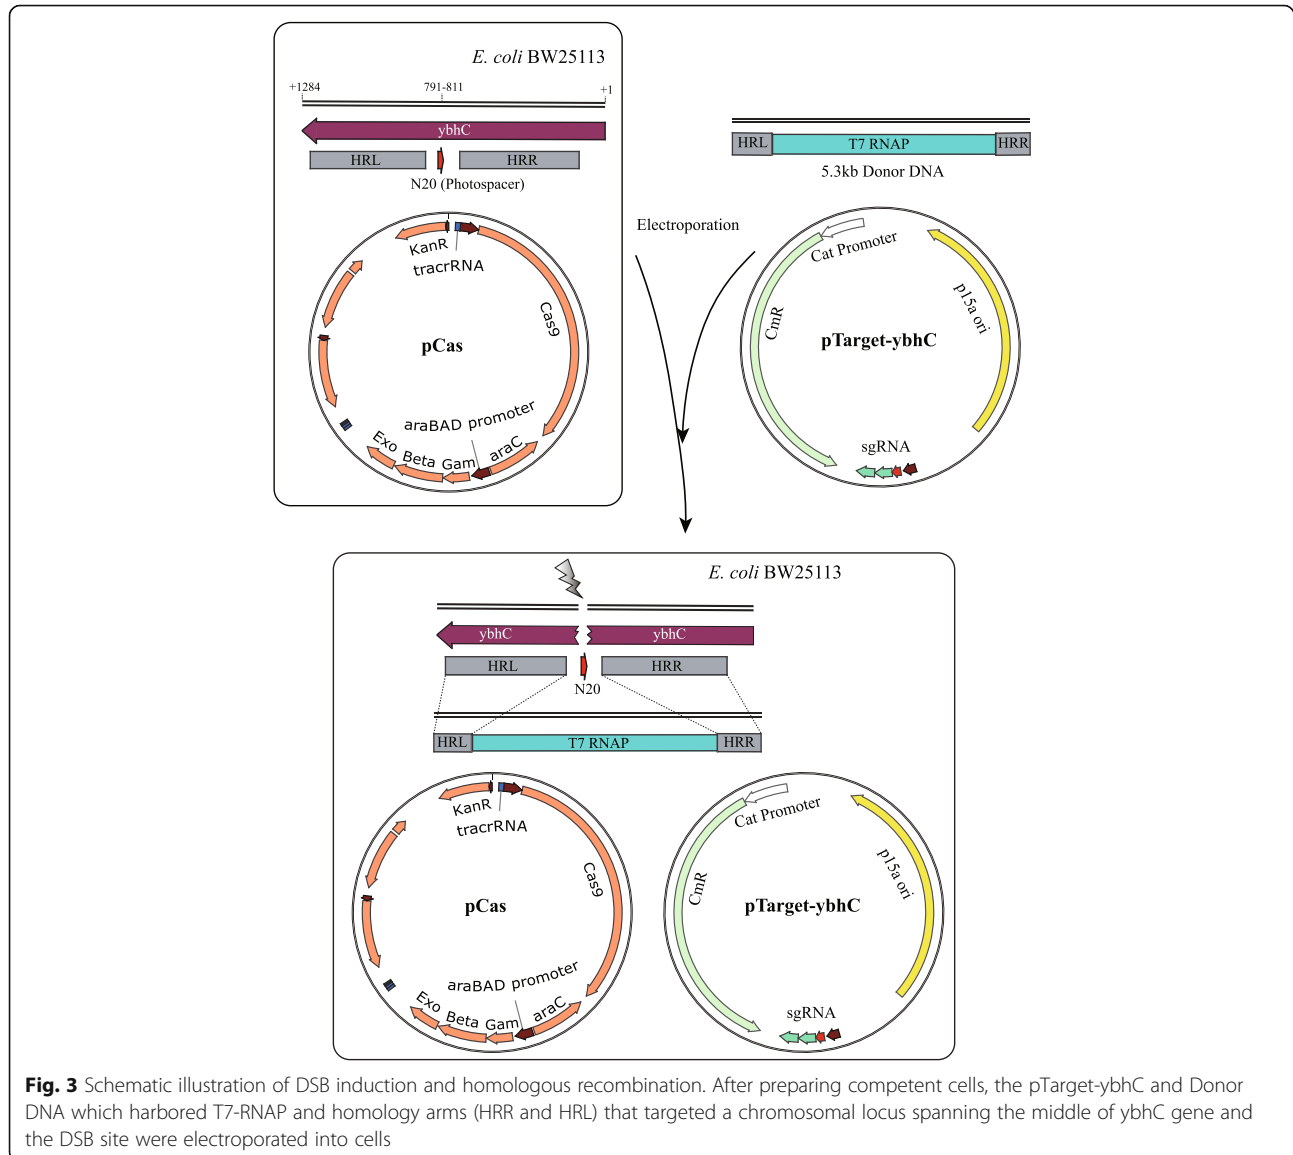 E. coli BW25113
+1284
791-811
+1
ybhC
HRL
HRR
N20 (Photospacer)
KanR
tracrRNA
Cas9
pCas
araBAD promoter
araC
Gam
Beta
Exo
Electroporation
HRL
T7 RNAP
HRR
5.3kb Donor DNA
Cat Promoter
CmR
p15a ori
pTarget-ybhC
sgRNA
E. coli BW25113
ybhC
ybhC
HRL
HRR
N20
HRL
T7 RNAP
HRR
KanR
tracrRNA
Cas9
pCas
araBAD promoter
araC
Gam
Beta
Exo
Cat Promoter
CmR
p15a ori
pTarget-ybhC
sgRNA
Fig. 3 Schematic illustration of DSB induction and homologous recombination. After preparing competent cells, the pTarget-ybhC and Donor
DNA which harbored T7-RNAP and homology arms (HRR and HRL) that targeted a chromosomal locus spanning the middle of ybhC gene and
the DSB site were electroporated into cells